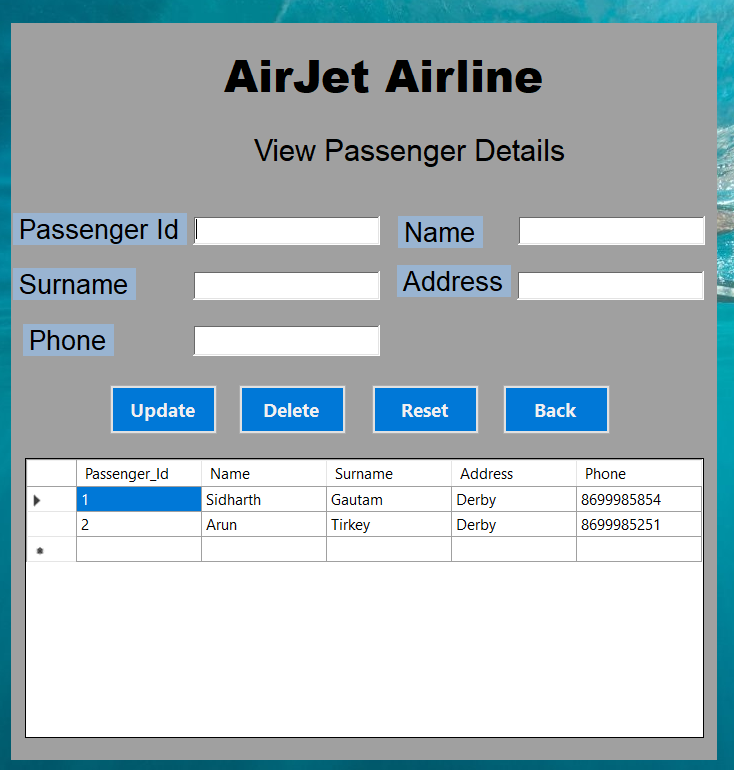 AirJet Airline
View Passenger Details
Passenger Id Name
Surname Address
Phone
Update Delete Reset Back
Passenger_Id Name Surname Address Phone
1 Sidharth Gautam Derby 8699985854
2 Arun Tirkey Derby 8699985251